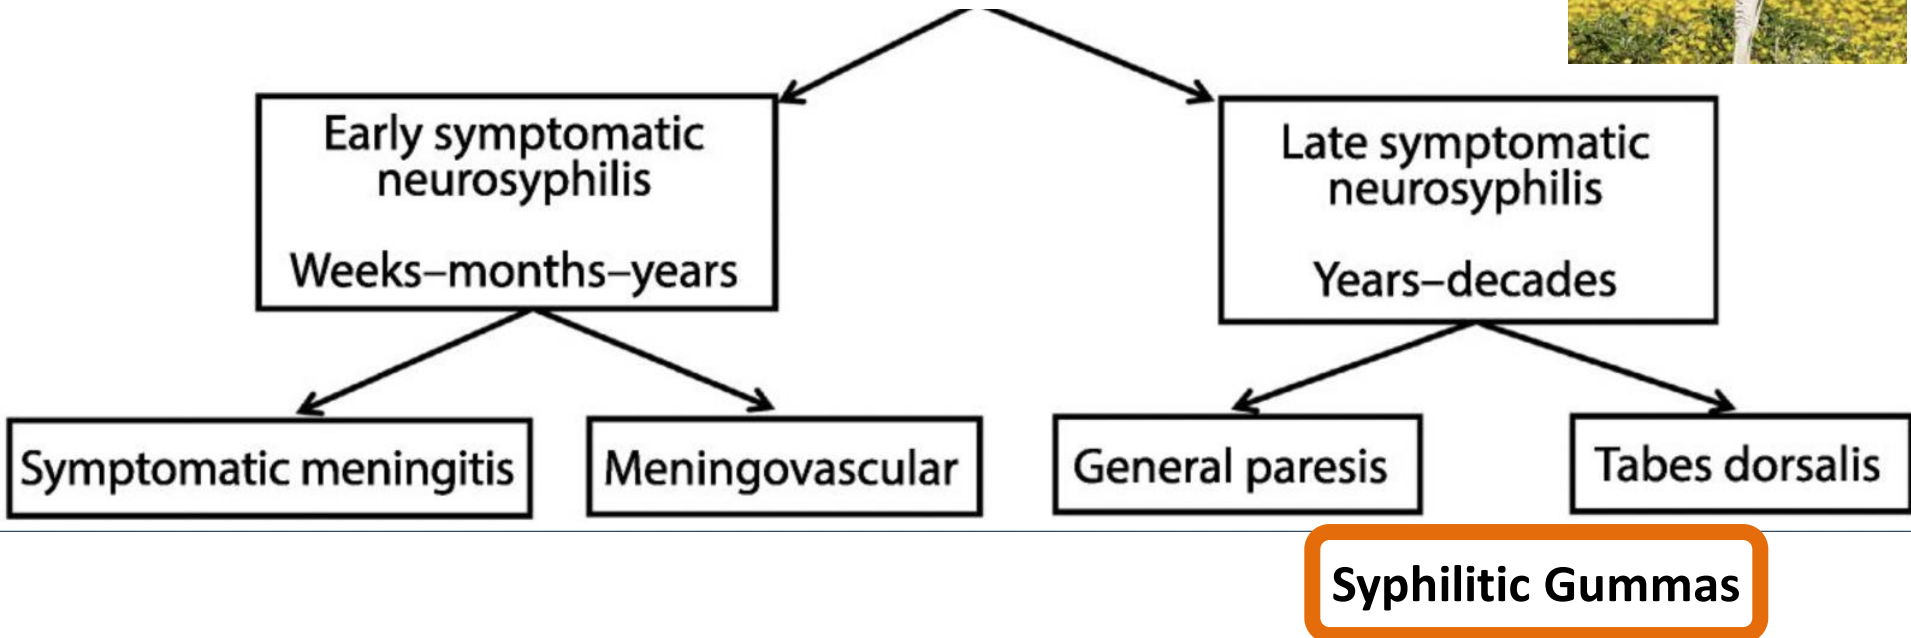 Early symptomatic
neurosyphilis
Weeks–months–years
Late symptomatic
neurosyphilis
Years–decades
Symptomatic meningitis
Meningovascular
General paresis
Tabes dorsalis
Syphilitic Gummas